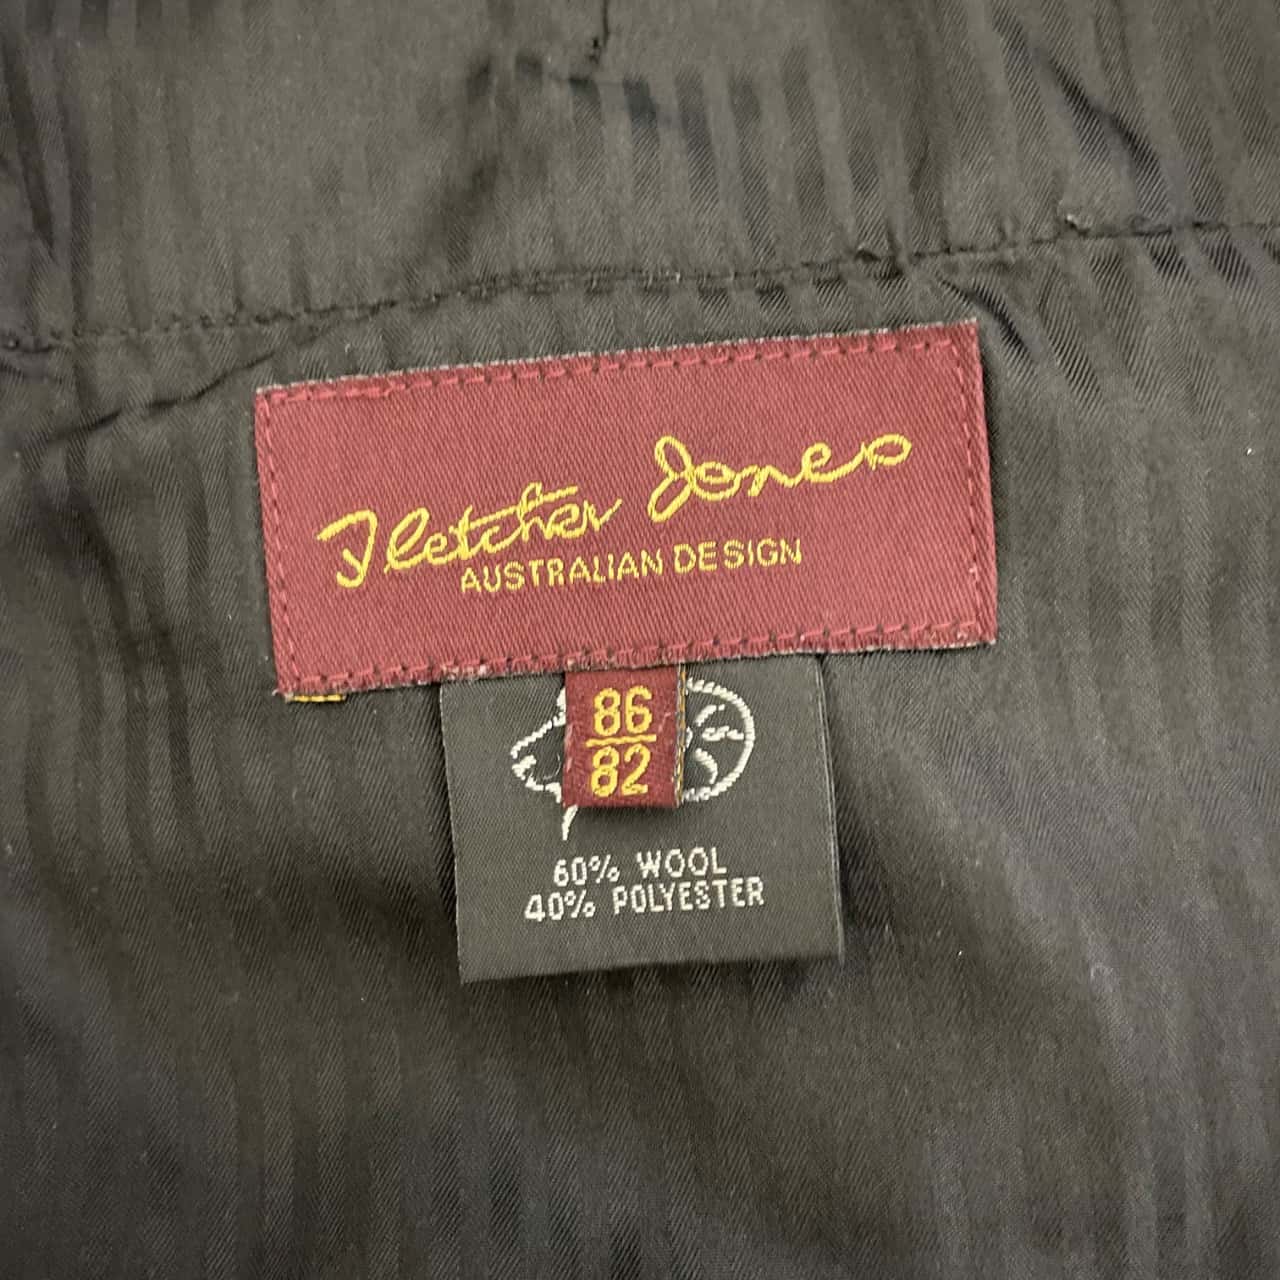 Fletcher Jones
AUSTRALIAN DESIGN
86
82
60% WOOL
40% POLYESTER